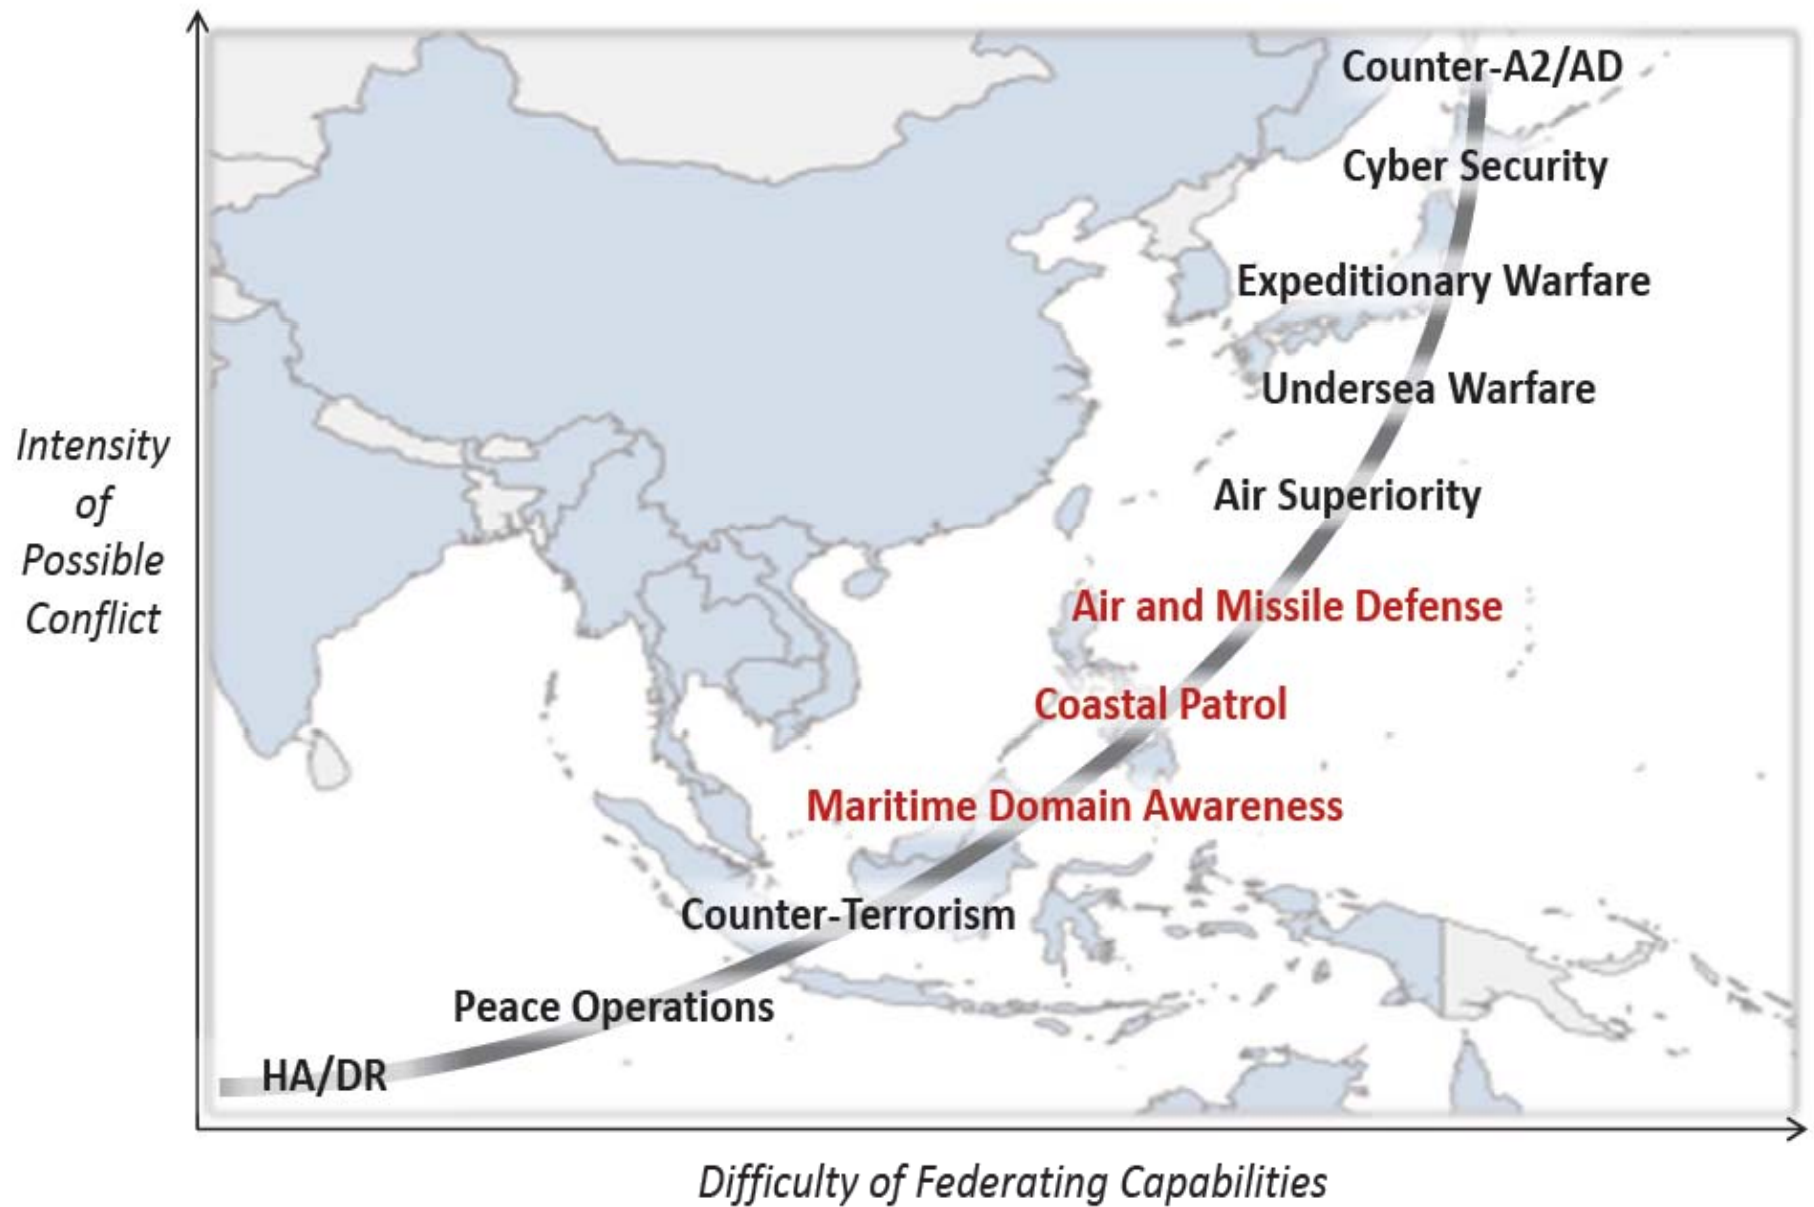 Counter-A2/AD
Cyber Security
Expeditionary Warfare
Undersea Warfare
Intensity
of
Possible
Conflict
Air Superiority
Air and Missile Defense
Coastal Patrol
Maritime Domain Awareness
Counter-Terrorism
Peace Operations
HA/DR
Difficulty of Federating Capabilities